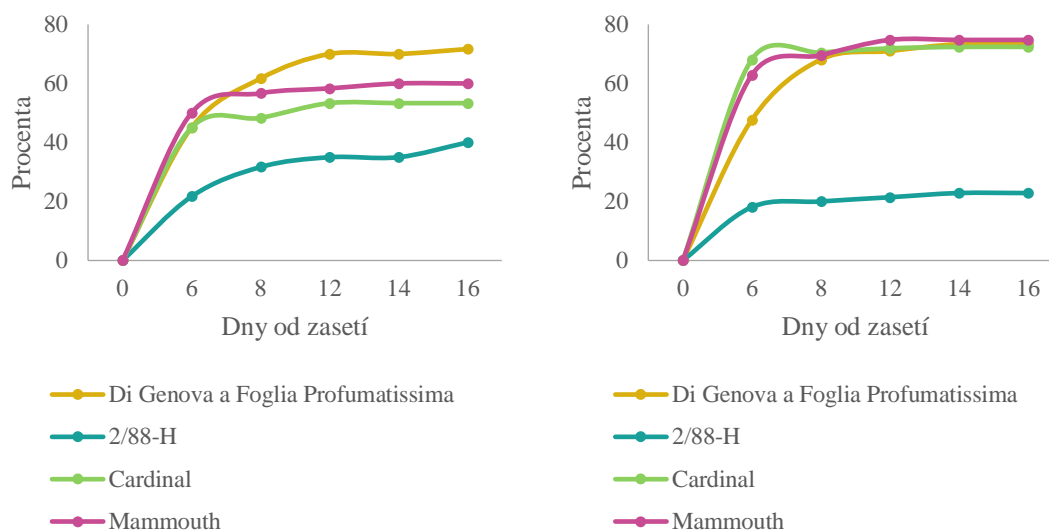 80
60
40
20
0
Procenta
0 6 8 12 14 16
Dny od zasetí
Di Genova a Foglia Profumatissima
2/88-H
Cardinal
Mammouth
80
60
40
20
0
Procenta
0 6 8 12 14 16
Dny od zasetí
Di Genova a Foglia Profumatissima
2/88-H
Cardinal
Mammouth